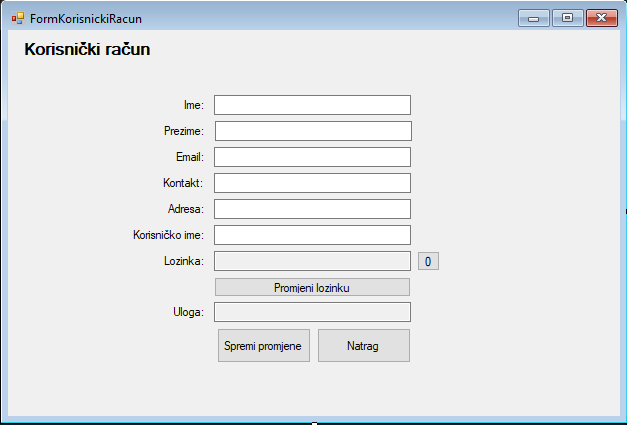 FormKorisnickiRacun
Korisnički račun
Ime:
Prezime:
Email:
Kontakt:
Adresa:
Korisničko ime:
Lozinka:
0
Promjeni lozinku
Uloga:
Spremi promjene
Natrag